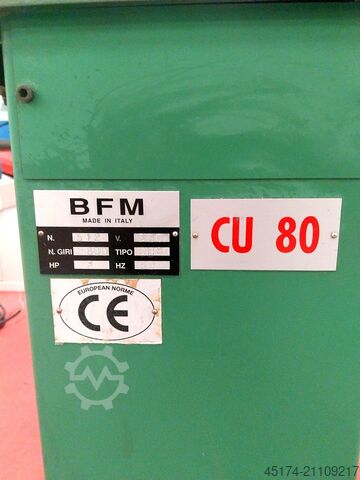 BFM
MADE IN ITALY
N. V.
N. GIRI TIPO
HP HZ
CU 80
EUROPEAN NORME
CE
45174-21109217